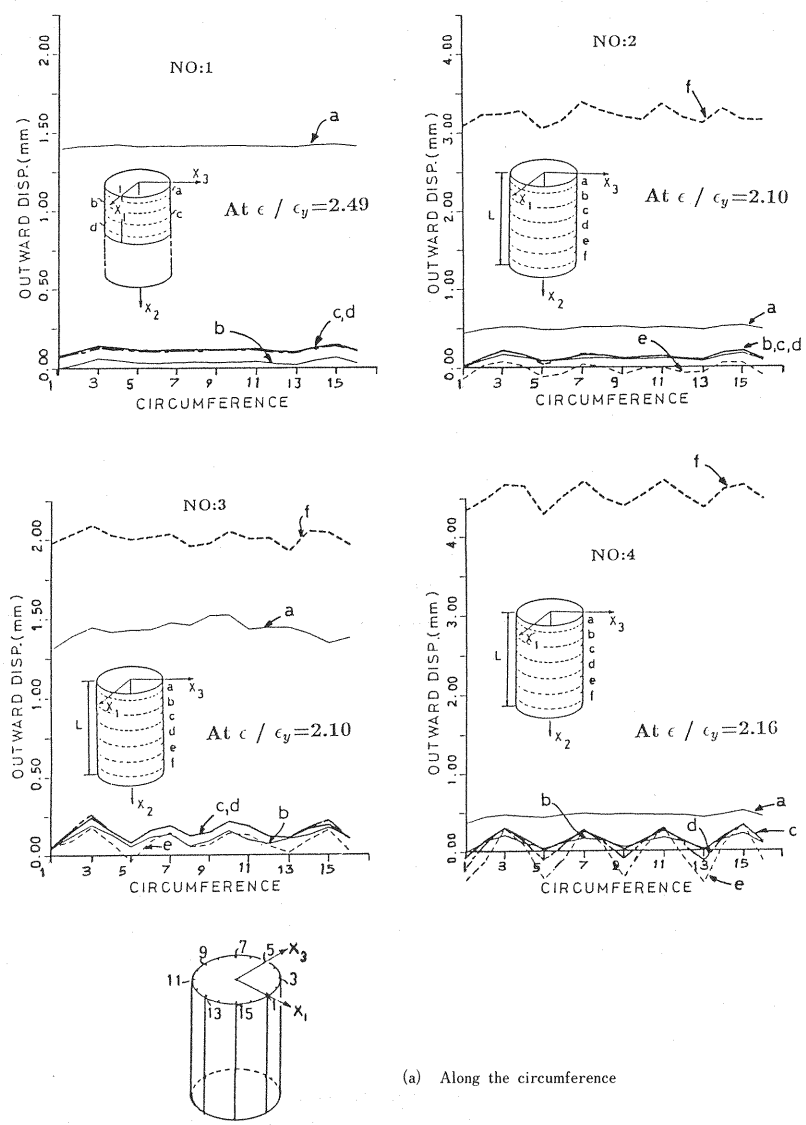 NO:1
OUTWARD DISP.(mm)
2.00
1.50
1.00
0.50
0.00
a
X3
a
b
X1
c
d
X2
At ϵ / ϵy=2.49
c,d
b
1 3 5 7 9 11 13 15
CIRCUMFERENCE
NO:2
OUTWARD DISP.(mm)
4.00
3.00
2.00
1.00
0.00
f
X3
X1
a
b
c
d
e
f
L
X2
At ϵ / ϵy=2.10
a
e
b,c,d
1 3 5 7 9 11 13 15
CIRCUMFERENCE
NO:3
OUTWARD DISP.(mm)
2.00
1.50
1.00
0.50
0.00
f
a
X3
X1
a
b
c
d
e
f
L
X2
At ϵ / ϵy=2.10
c,d
b
e
1 3 5 7 9 11 13 15
CIRCUMFERENCE
NO:4
OUTWARD DISP.(mm)
4.00
3.00
2.00
1.00
0.00
f
X3
X1
a
b
c
d
e
f
L
X2
At ϵ / ϵy=2.16
a
b
d
c
e
1 3 5 7 9 11 13 15
CIRCUMFERENCE
9 7 5 X3
11 3
13 15 1 X1
(a) Along the circumference